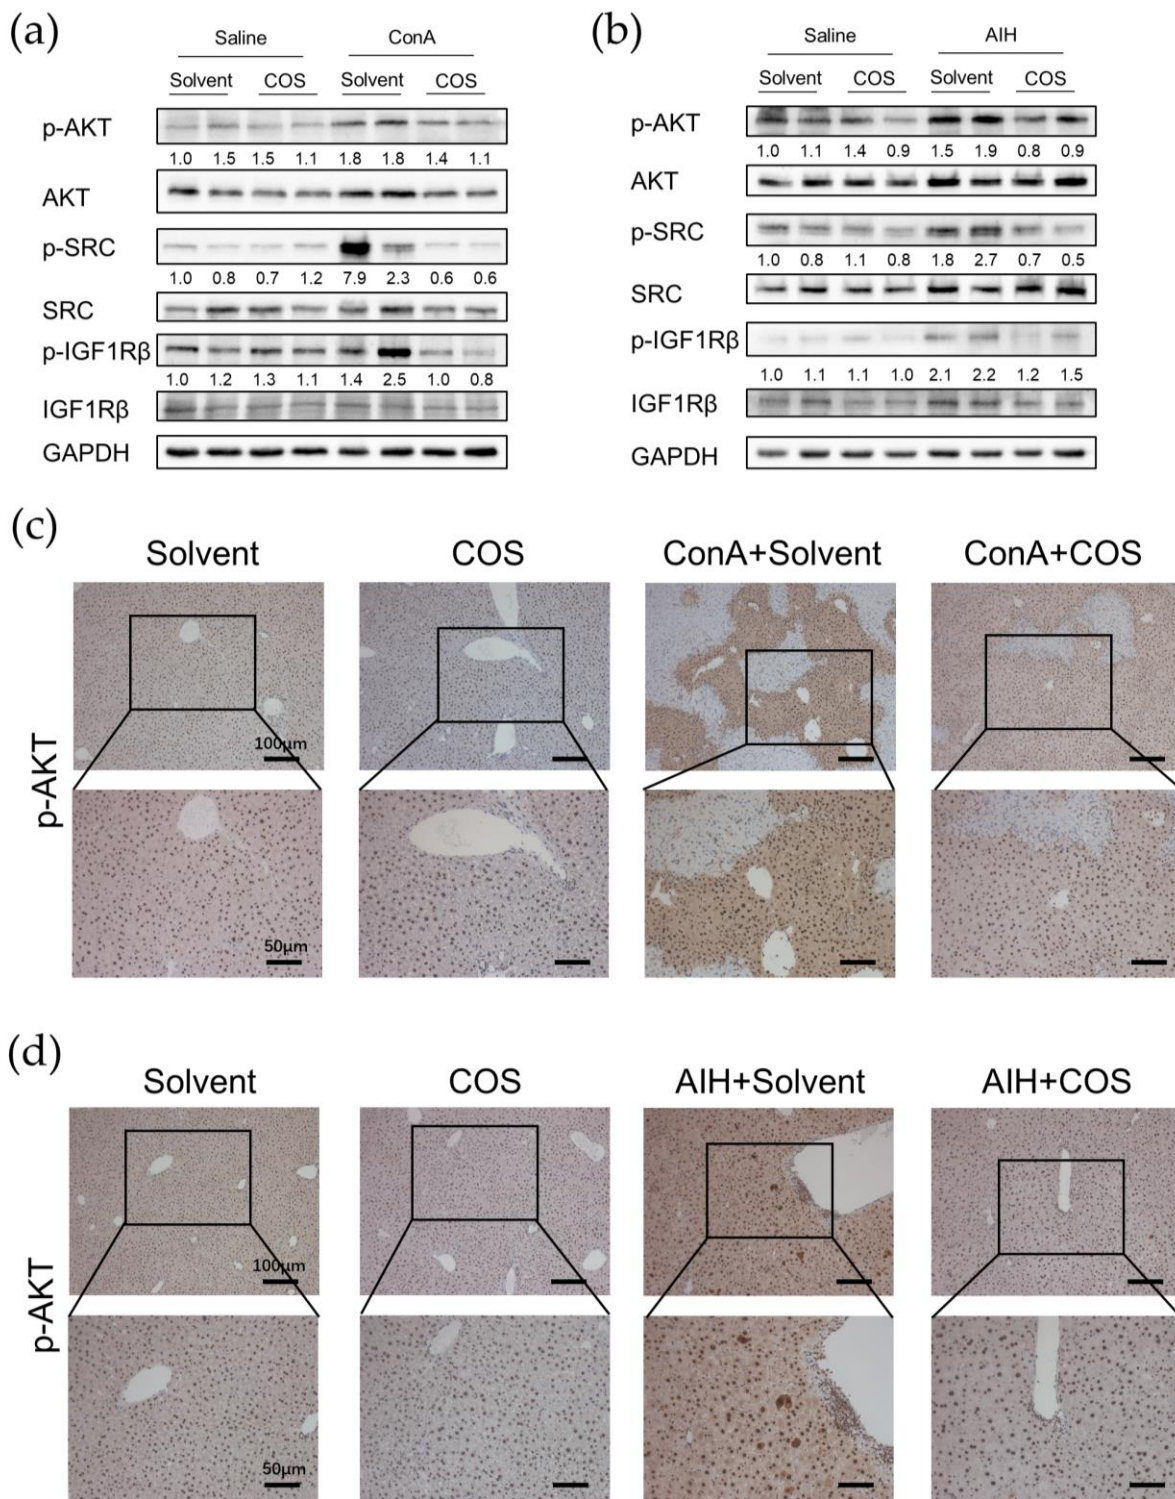 (a)
Saline ConA
Solvent COS Solvent COS
p-AKT
1.0 1.5 1.5 1.1 1.8 1.8 1.4 1.1
AKT
p-SRC
1.0 0.8 0.7 1.2 7.9 2.3 0.6 0.6
SRC
p-IGF1Rβ
1.0 1.2 1.3 1.1 1.4 2.5 1.0 0.8
IGF1Rβ
GAPDH
(b)
Saline AIH
Solvent COS Solvent COS
p-AKT
1.0 1.1 1.4 0.9 1.5 1.9 0.8 0.9
AKT
p-SRC
1.0 0.8 1.1 0.8 1.8 2.7 0.7 0.5
SRC
p-IGF1Rβ
1.0 1.1 1.1 1.0 2.1 2.2 1.2 1.5
IGF1Rβ
GAPDH
(c)
Solvent COS ConA+Solvent ConA+COS
p-AKT
100μm
50μm
(d)
Solvent COS AIH+Solvent AIH+COS
p-AKT
100μm
50μm